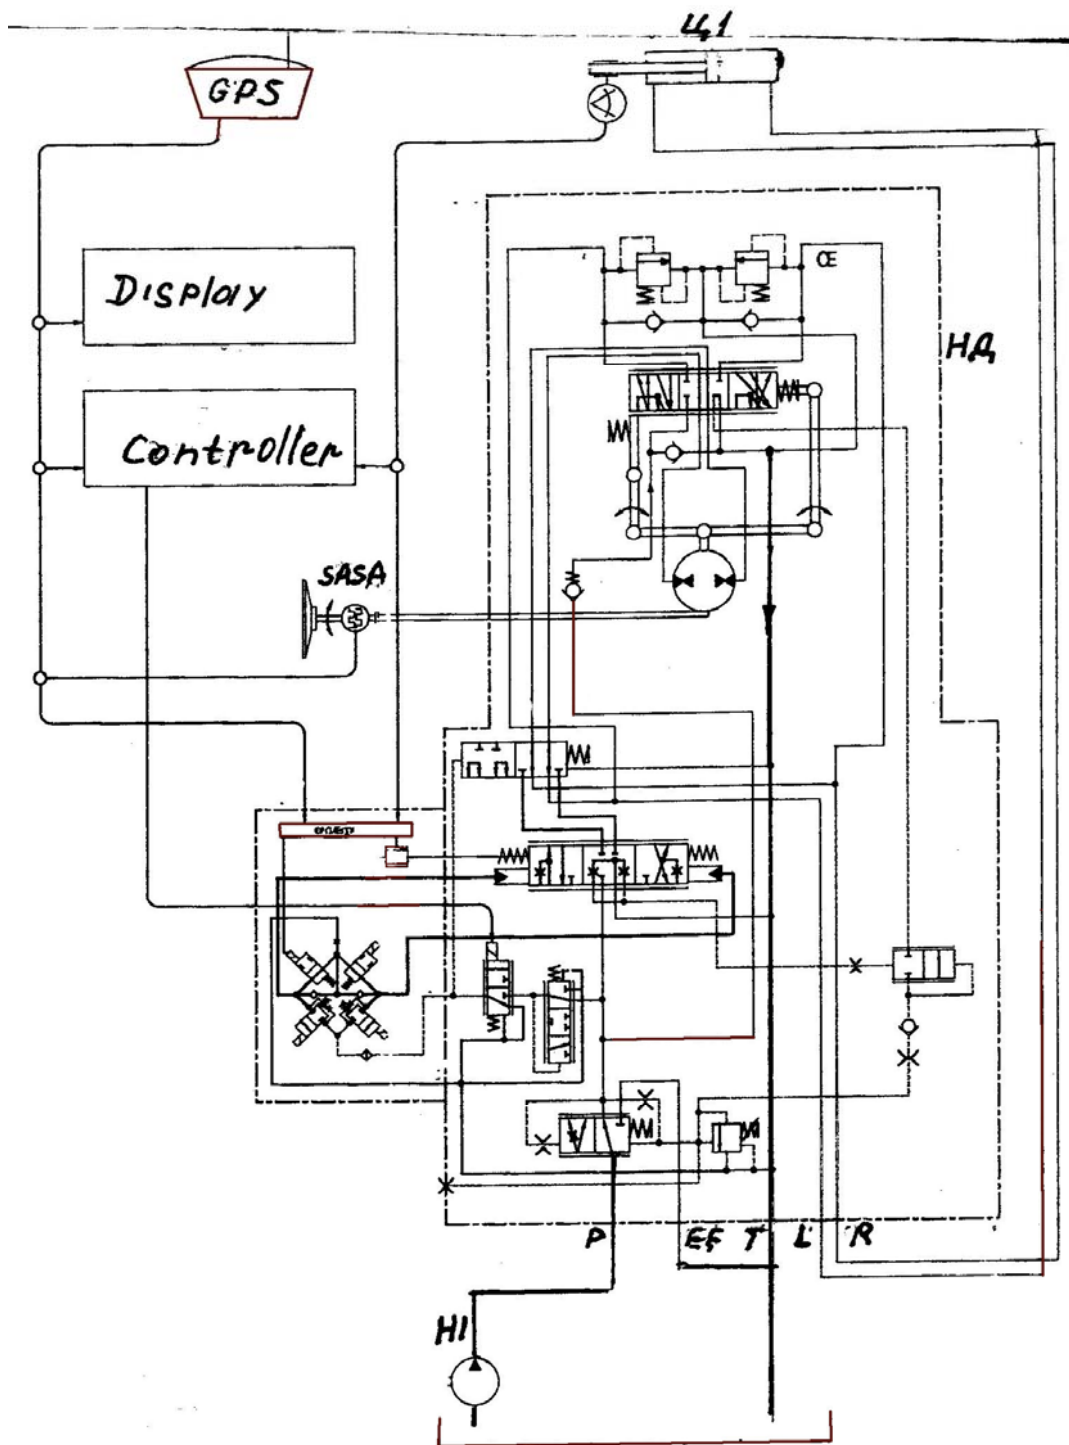 Ц1
GPS
Display
НД
Controller
SASA
P EF T L R
Н1